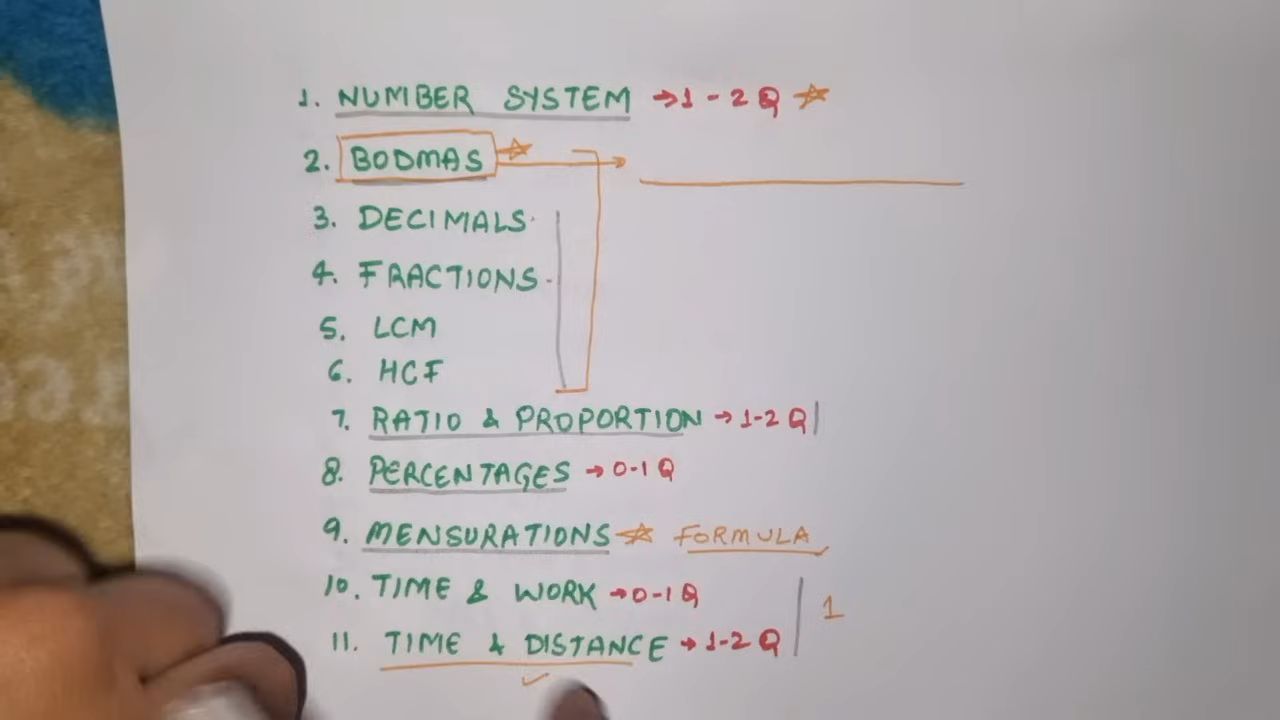 1. NUMBER SYSTEM →1-2 Q ☆
2. BODMAS ☆
3. DECIMALS
4. FRACTIONS
5. LCM
6. HCF
7. RATIO & PROPORTION → 1-2 Q
8. PERCENTAGES → 0-1 Q
9. MENSURATIONS ☆ FORMULA
10. TIME & WORK → 0-1 Q
1
11. TIME & DISTANCE → 1-2 Q